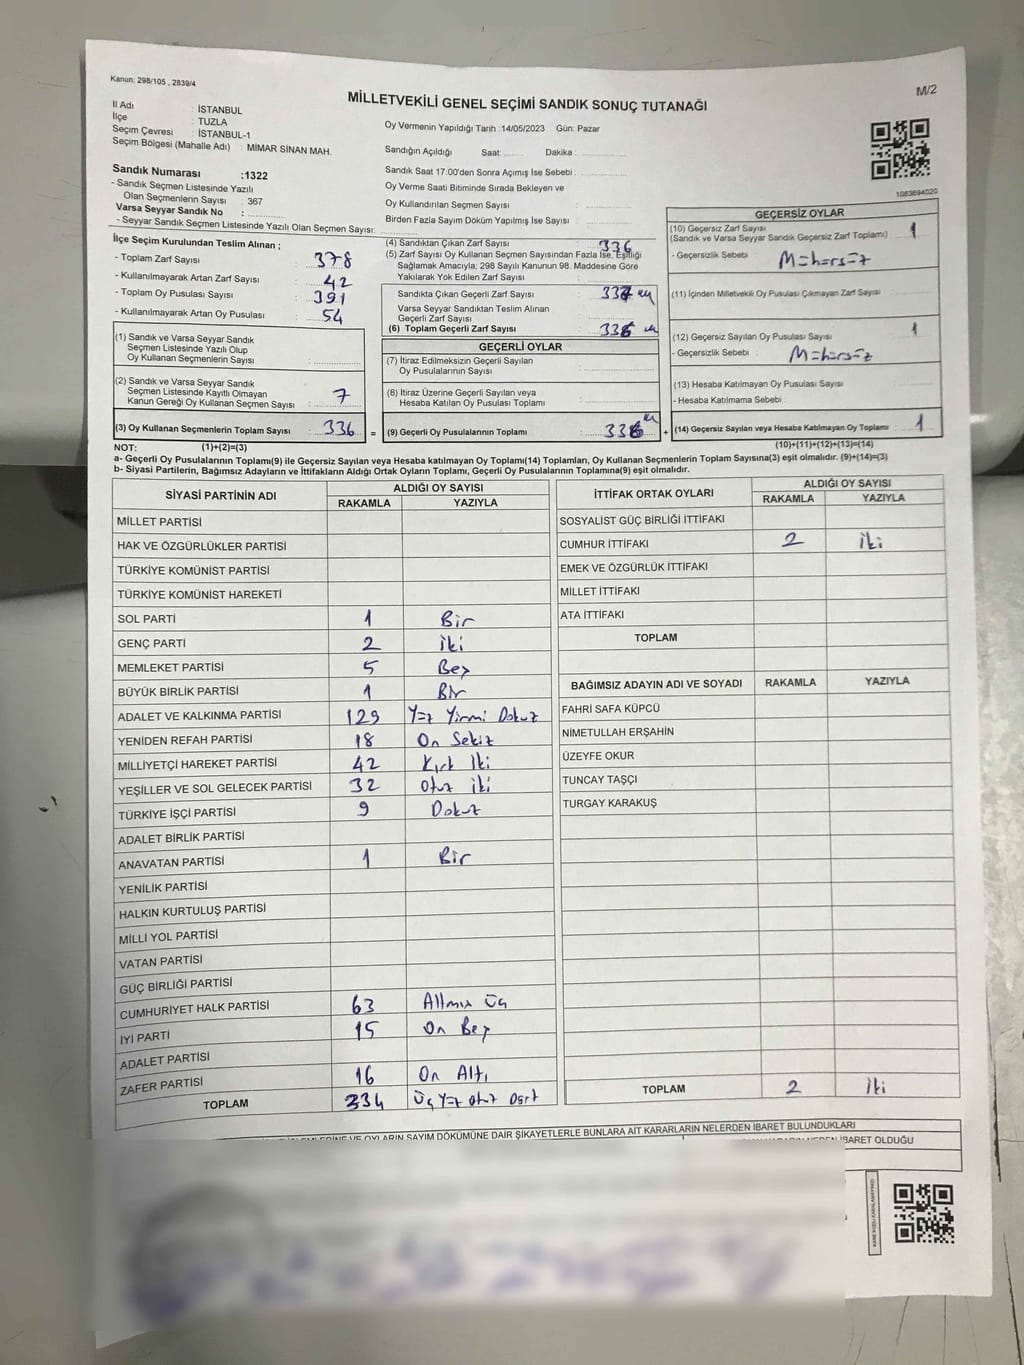 Kanun; 298/105 , 2839/4
M/2
MİLLETVEKİLİ GENEL SEÇİMİ SANDIK SONUÇ TUTANAĞI
İl Adı : İSTANBUL
İlçe : TUZLA
Seçim Çevresi : İSTANBUL-1
Seçim Bölgesi (Mahalle Adı) : MİMAR SİNAN MAH.
Sandık Numarası :1322
- Sandık Seçmen Listesinde Yazılı
Olan Seçmenlerin Sayısı : 367
Varsa Seyyar Sandık No :
- Seyyar Sandık Seçmen Listesinde Yazılı Olan Seçmen Sayısı:
Oy Vermenin Yapıldığı Tarih :14/05/2023 Gün: Pazar
Sandığın Açıldığı Saat: Dakika :
Sandık Saat 17:00'den Sonra Açımış İse Sebebi :
Oy Verme Saati Bitiminde Sırada Bekleyen ve
Oy Kullandırılan Seçmen Sayısı :
Birden Fazla Sayım Döküm Yapılmış İse Sayısı :
1083694020
İlçe Seçim Kurulundan Teslim Alınan ;
- Toplam Zarf Sayısı : 378
- Kullanılmayarak Artan Zarf Sayısı : 42
- Toplam Oy Pusulası Sayısı : 391
- Kullanılmayarak Artan Oy Pusulası : 54
(1) Sandık ve Varsa Seyyar Sandık
Seçmen Listesinde Yazılı Olup
Oy Kullanan Seçmenlerin Sayısı :
(2) Sandık ve Varsa Seyyar Sandık
Seçmen Listesinde Kayıtlı Olmayan
Kanun Gereği Oy Kullanan Seçmen Sayısı : 7
(3) Oy Kullanan Seçmenlerin Toplam Sayısı : 336
(4) Sandıktan Çıkan Zarf Sayısı : 336
(5) Zarf Sayısı Oy Kullanan Seçmen Sayısından Fazla İse, Eşitliği
Sağlamak Amacıyla; 298 Sayılı Kanunun 98. Maddesine Göre
Yakılarak Yok Edilen Zarf Sayısı :
Sandıkta Çıkan Geçerli Zarf Sayısı :
Varsa Seyyar Sandıktan Teslim Alınan
Geçerli Zarf Sayısı :
(6) Toplam Geçerli Zarf Sayısı :
GEÇERLİ OYLAR
(7) İtiraz Edilmeksizin Geçerli Sayılan
Oy Pusulalarının Sayısı :
(8) İtiraz Üzerine Geçerli Sayılan veya
Hesaba Katılan Oy Pusulası Toplamı :
= (9) Geçerli Oy Pusulalarının Toplamı :
GEÇERSİZ OYLAR
(10) Geçersiz Zarf Sayısı : 1
(Sandık ve Varsa Seyyar Sandık Geçersiz Zarf Toplamı)
- Geçersizlik Sebebi : Mühürsüz
(11) İçinden Milletvekili Oy Pusulası Çıkmayan Zarf Sayısı :
(12) Geçersiz Sayılan Oy Pusulası Sayısı : 1
- Geçersizlik Sebebi : Mühürsüz
(13) Hesaba Katılmayan Oy Pusulası Sayısı :
- Hesaba Katılmama Sebebi :
+ (14) Geçersiz Sayılan veya Hesaba Katılmayan Oy Toplamı : 1
NOT: (1)+(2)=(3) (10)+(11)+(12)+(13)=(14)
a- Geçerli Oy Pusulalarının Toplamı(9) ile Geçersiz Sayılan veya Hesaba katılmayan Oy Toplamı(14) Toplamları, Oy Kullanan Seçmenlerin Toplam Sayısına(3) eşit olmalıdır. (9)+(14)=(3)
b- Siyasi Partilerin, Bağımsız Adayların ve İttifakların Aldığı Ortak Oyların Toplamı, Geçerli Oy Pusulalarının Toplamına(9) eşit olmalıdır.
SİYASİ PARTİNİN ADI ALDIĞI OY SAYISI
RAKAMLA YAZIYLA
MİLLET PARTİSİ
HAK VE ÖZGÜRLÜKLER PARTİSİ
TÜRKİYE KOMÜNİST PARTİSİ
TÜRKİYE KOMÜNİST HAREKETİ
SOL PARTİ 1 Bir
GENÇ PARTİ 2 İki
MEMLEKET PARTİSİ 5 Beş
BÜYÜK BİRLİK PARTİSİ 1 Bir
ADALET VE KALKINMA PARTİSİ 129 Yüz Yirmi Dokuz
YENİDEN REFAH PARTİSİ 18 On Sekiz
MİLLİYETÇİ HAREKET PARTİSİ 42 Kırk İki
YEŞİLLER VE SOL GELECEK PARTİSİ 32 Otuz iki
TÜRKİYE İŞÇİ PARTİSİ 9 Dokuz
ADALET BİRLİK PARTİSİ
ANAVATAN PARTİSİ 1 Bir
YENİLİK PARTİSİ
HALKIN KURTULUŞ PARTİSİ
MİLLİ YOL PARTİSİ
VATAN PARTİSİ
GÜÇ BİRLİĞİ PARTİSİ
CUMHURİYET HALK PARTİSİ 63 Altmış Üç
İYİ PARTİ 15 On Beş
ADALET PARTİSİ
ZAFER PARTİSİ 16 On Altı
TOPLAM 334 Üç Yüz otuz Dört
İTTİFAK ORTAK OYLARI ALDIĞI OY SAYISI
RAKAMLA YAZIYLA
SOSYALİST GÜÇ BİRLİĞİ İTTİFAKI
CUMHUR İTTİFAKI 2 İki
EMEK VE ÖZGÜRLÜK İTTİFAKI
MİLLET İTTİFAKI
ATA İTTİFAKI
TOPLAM
BAĞIMSIZ ADAYIN ADI VE SOYADI RAKAMLA YAZIYLA
FAHRİ SAFA KÜPCÜ
NİMETULLAH ERŞAHİN
ÜZEYFE OKUR
TUNCAY TAŞÇI
TURGAY KARAKUŞ
TOPLAM 2 İki
VE OYLARIN SAYIM DÖKÜMÜNE DAİR ŞİKAYETLERLE BUNLARA AİT KARARLARIN NELERDEN İBARET BULUNDUKLARI
İBARET OLDUĞU